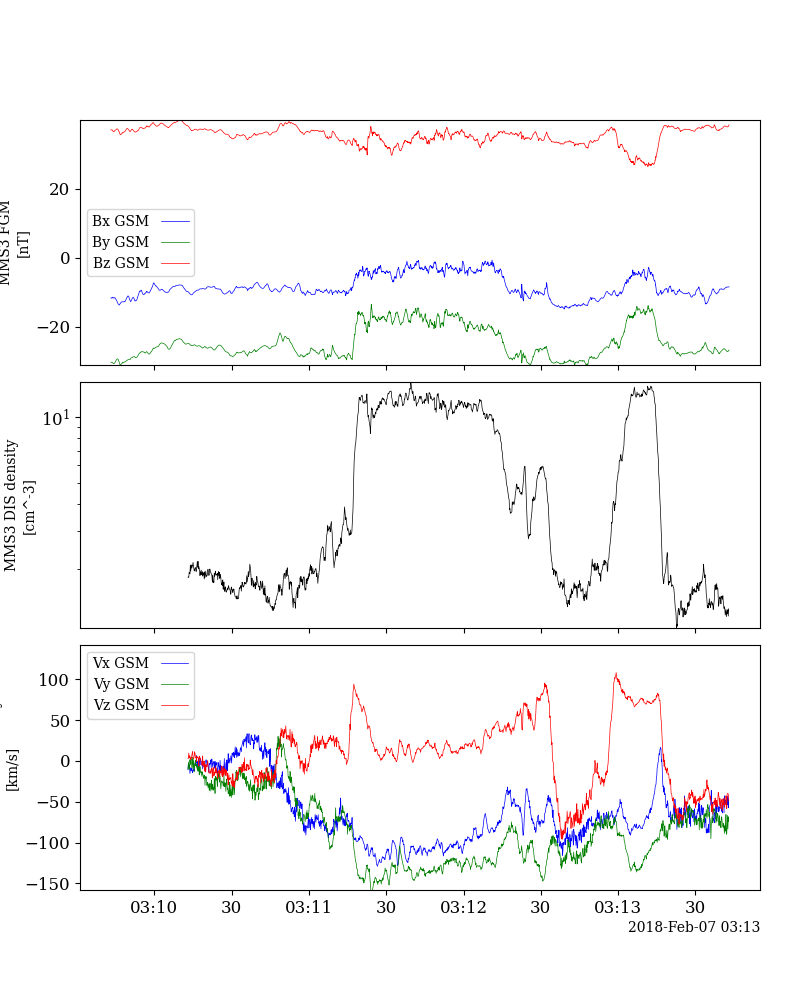 20
0
−20
MMS3 FGM
[nT]
Bx GSM
By GSM
Bz GSM
10^1
MMS3 DIS density
[cm^-3]
100
50
0
−50
−100
−150
[km/s]
Vx GSM
Vy GSM
Vz GSM
03:10 30 03:11 30 03:12 30 03:13 30
2018-Feb-07 03:13